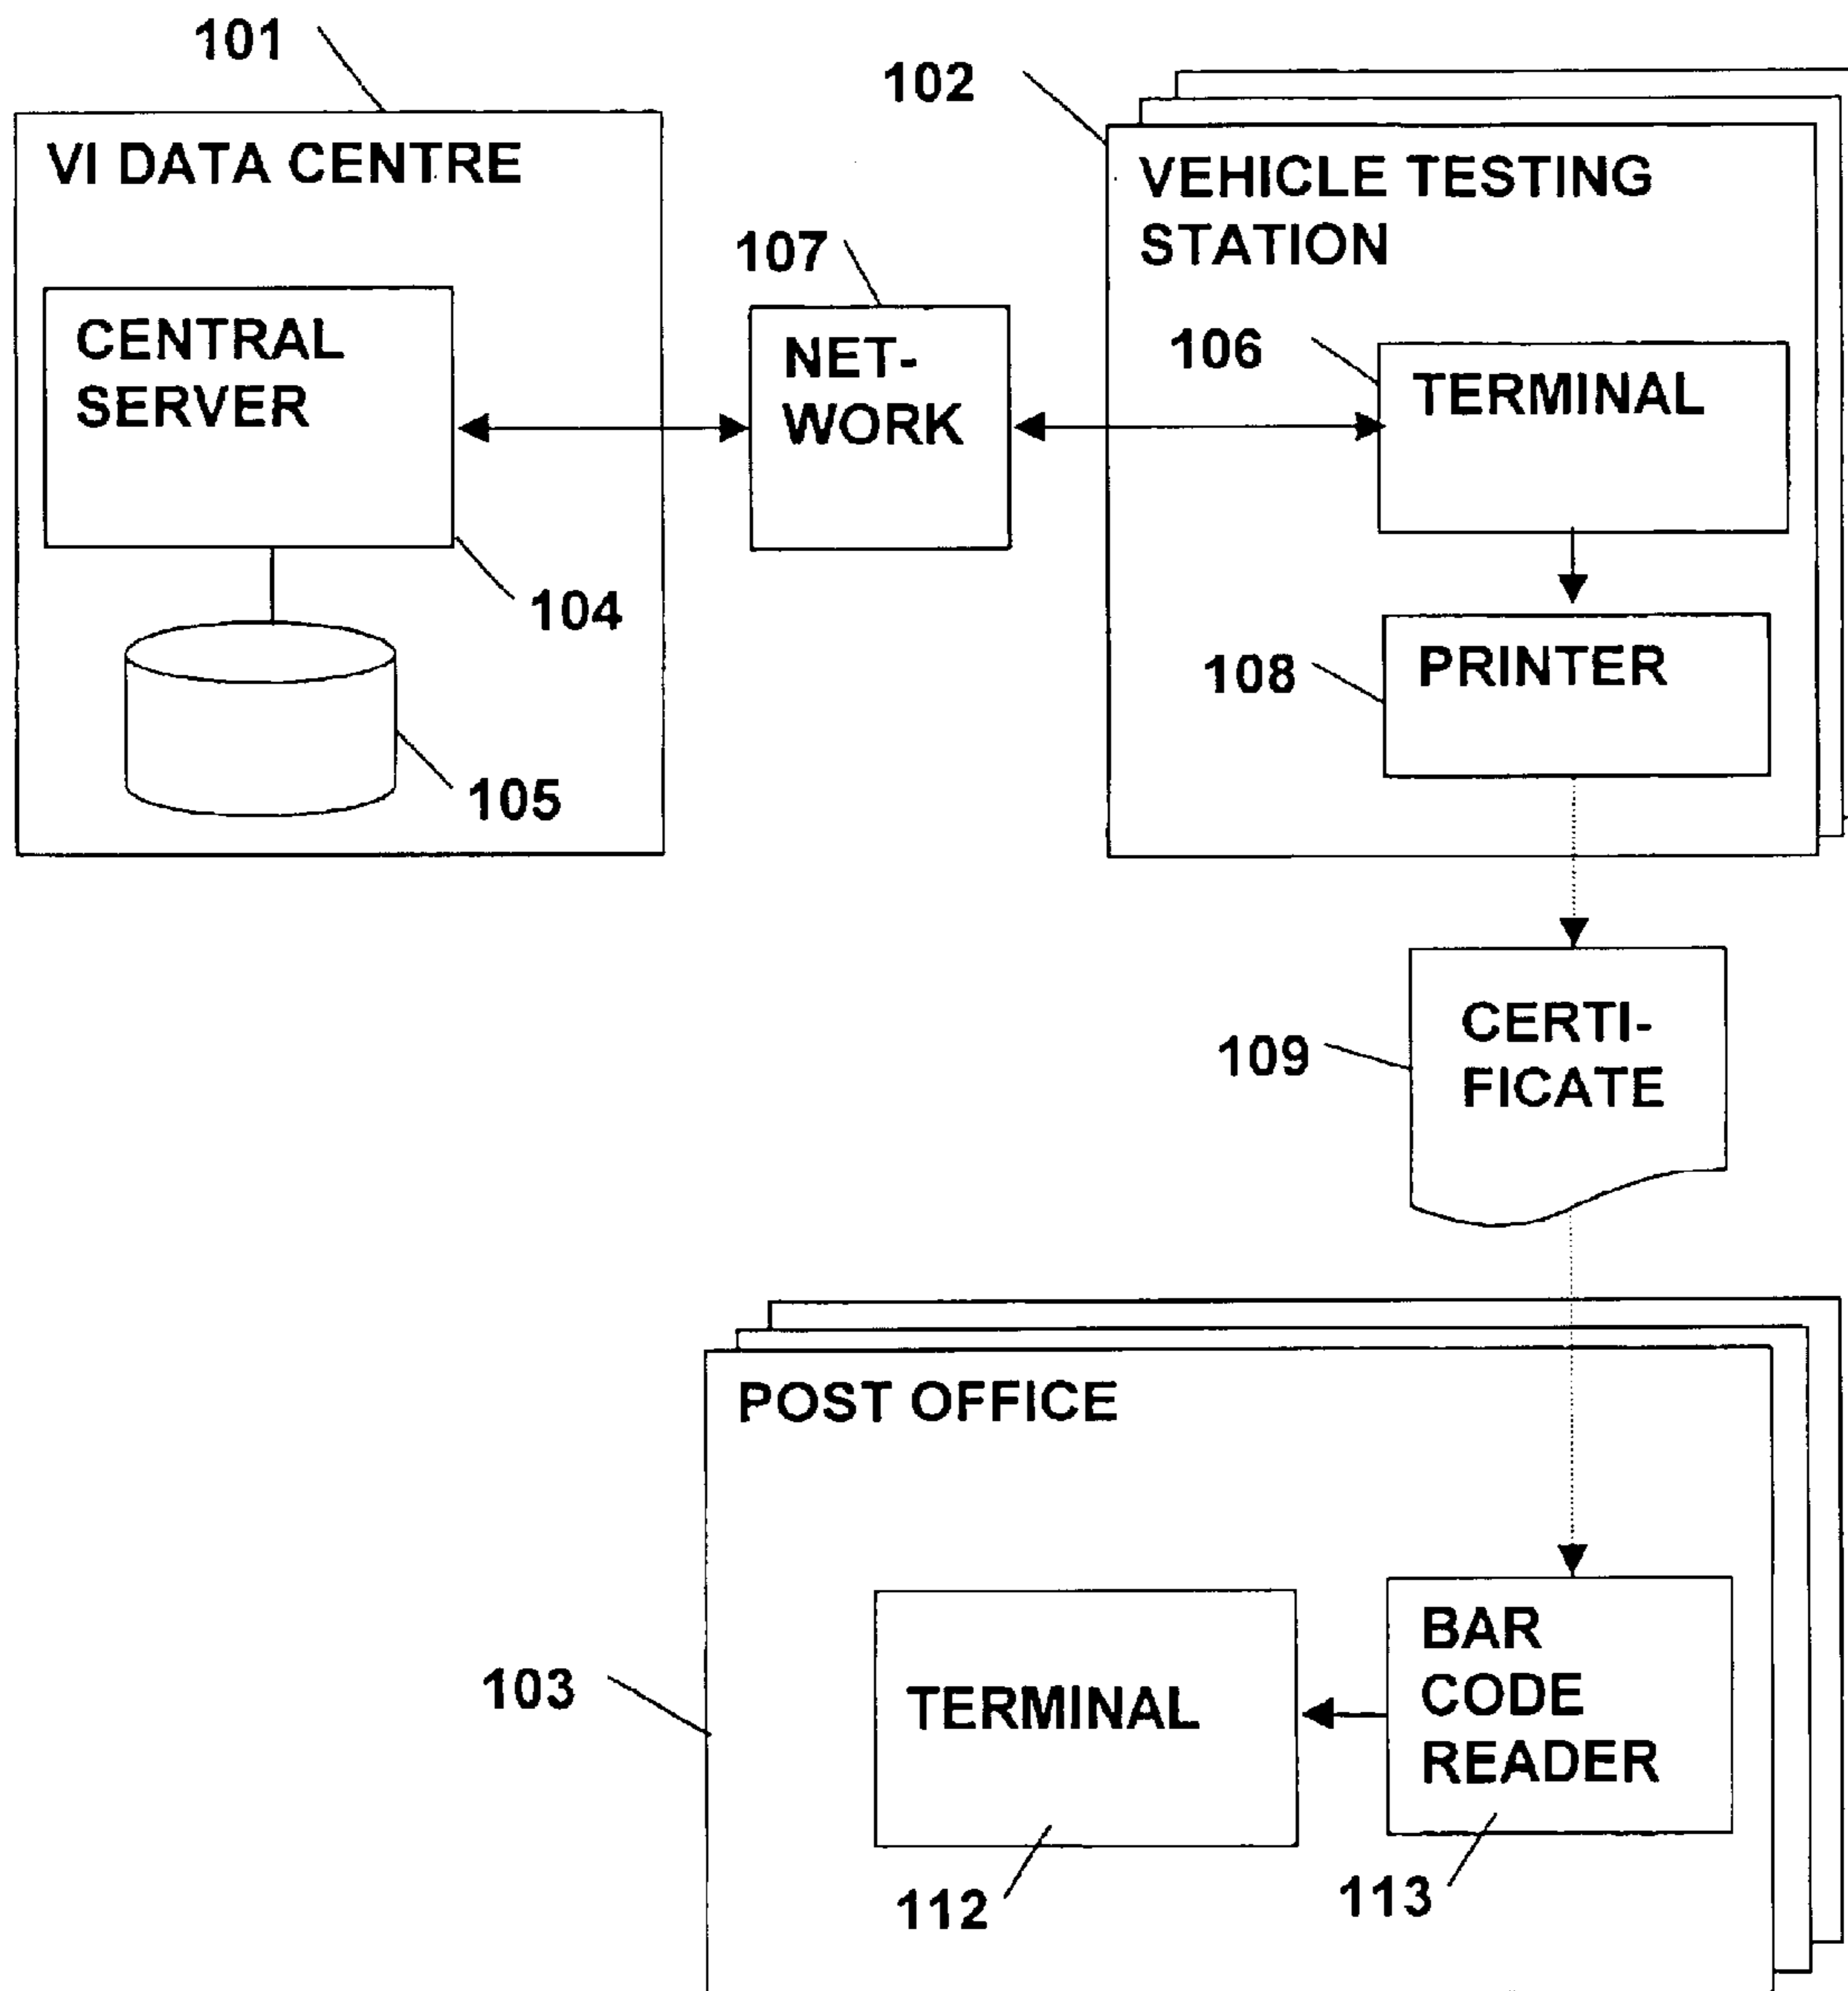 101
102
VI DATA CENTRE
VEHICLE TESTING
STATION
107
CENTRAL
SERVER
NET-
WORK
106
TERMINAL
104
108
PRINTER
105
CERTI-
FICATE
109
POST OFFICE
BAR
CODE
READER
103
TERMINAL
112
113